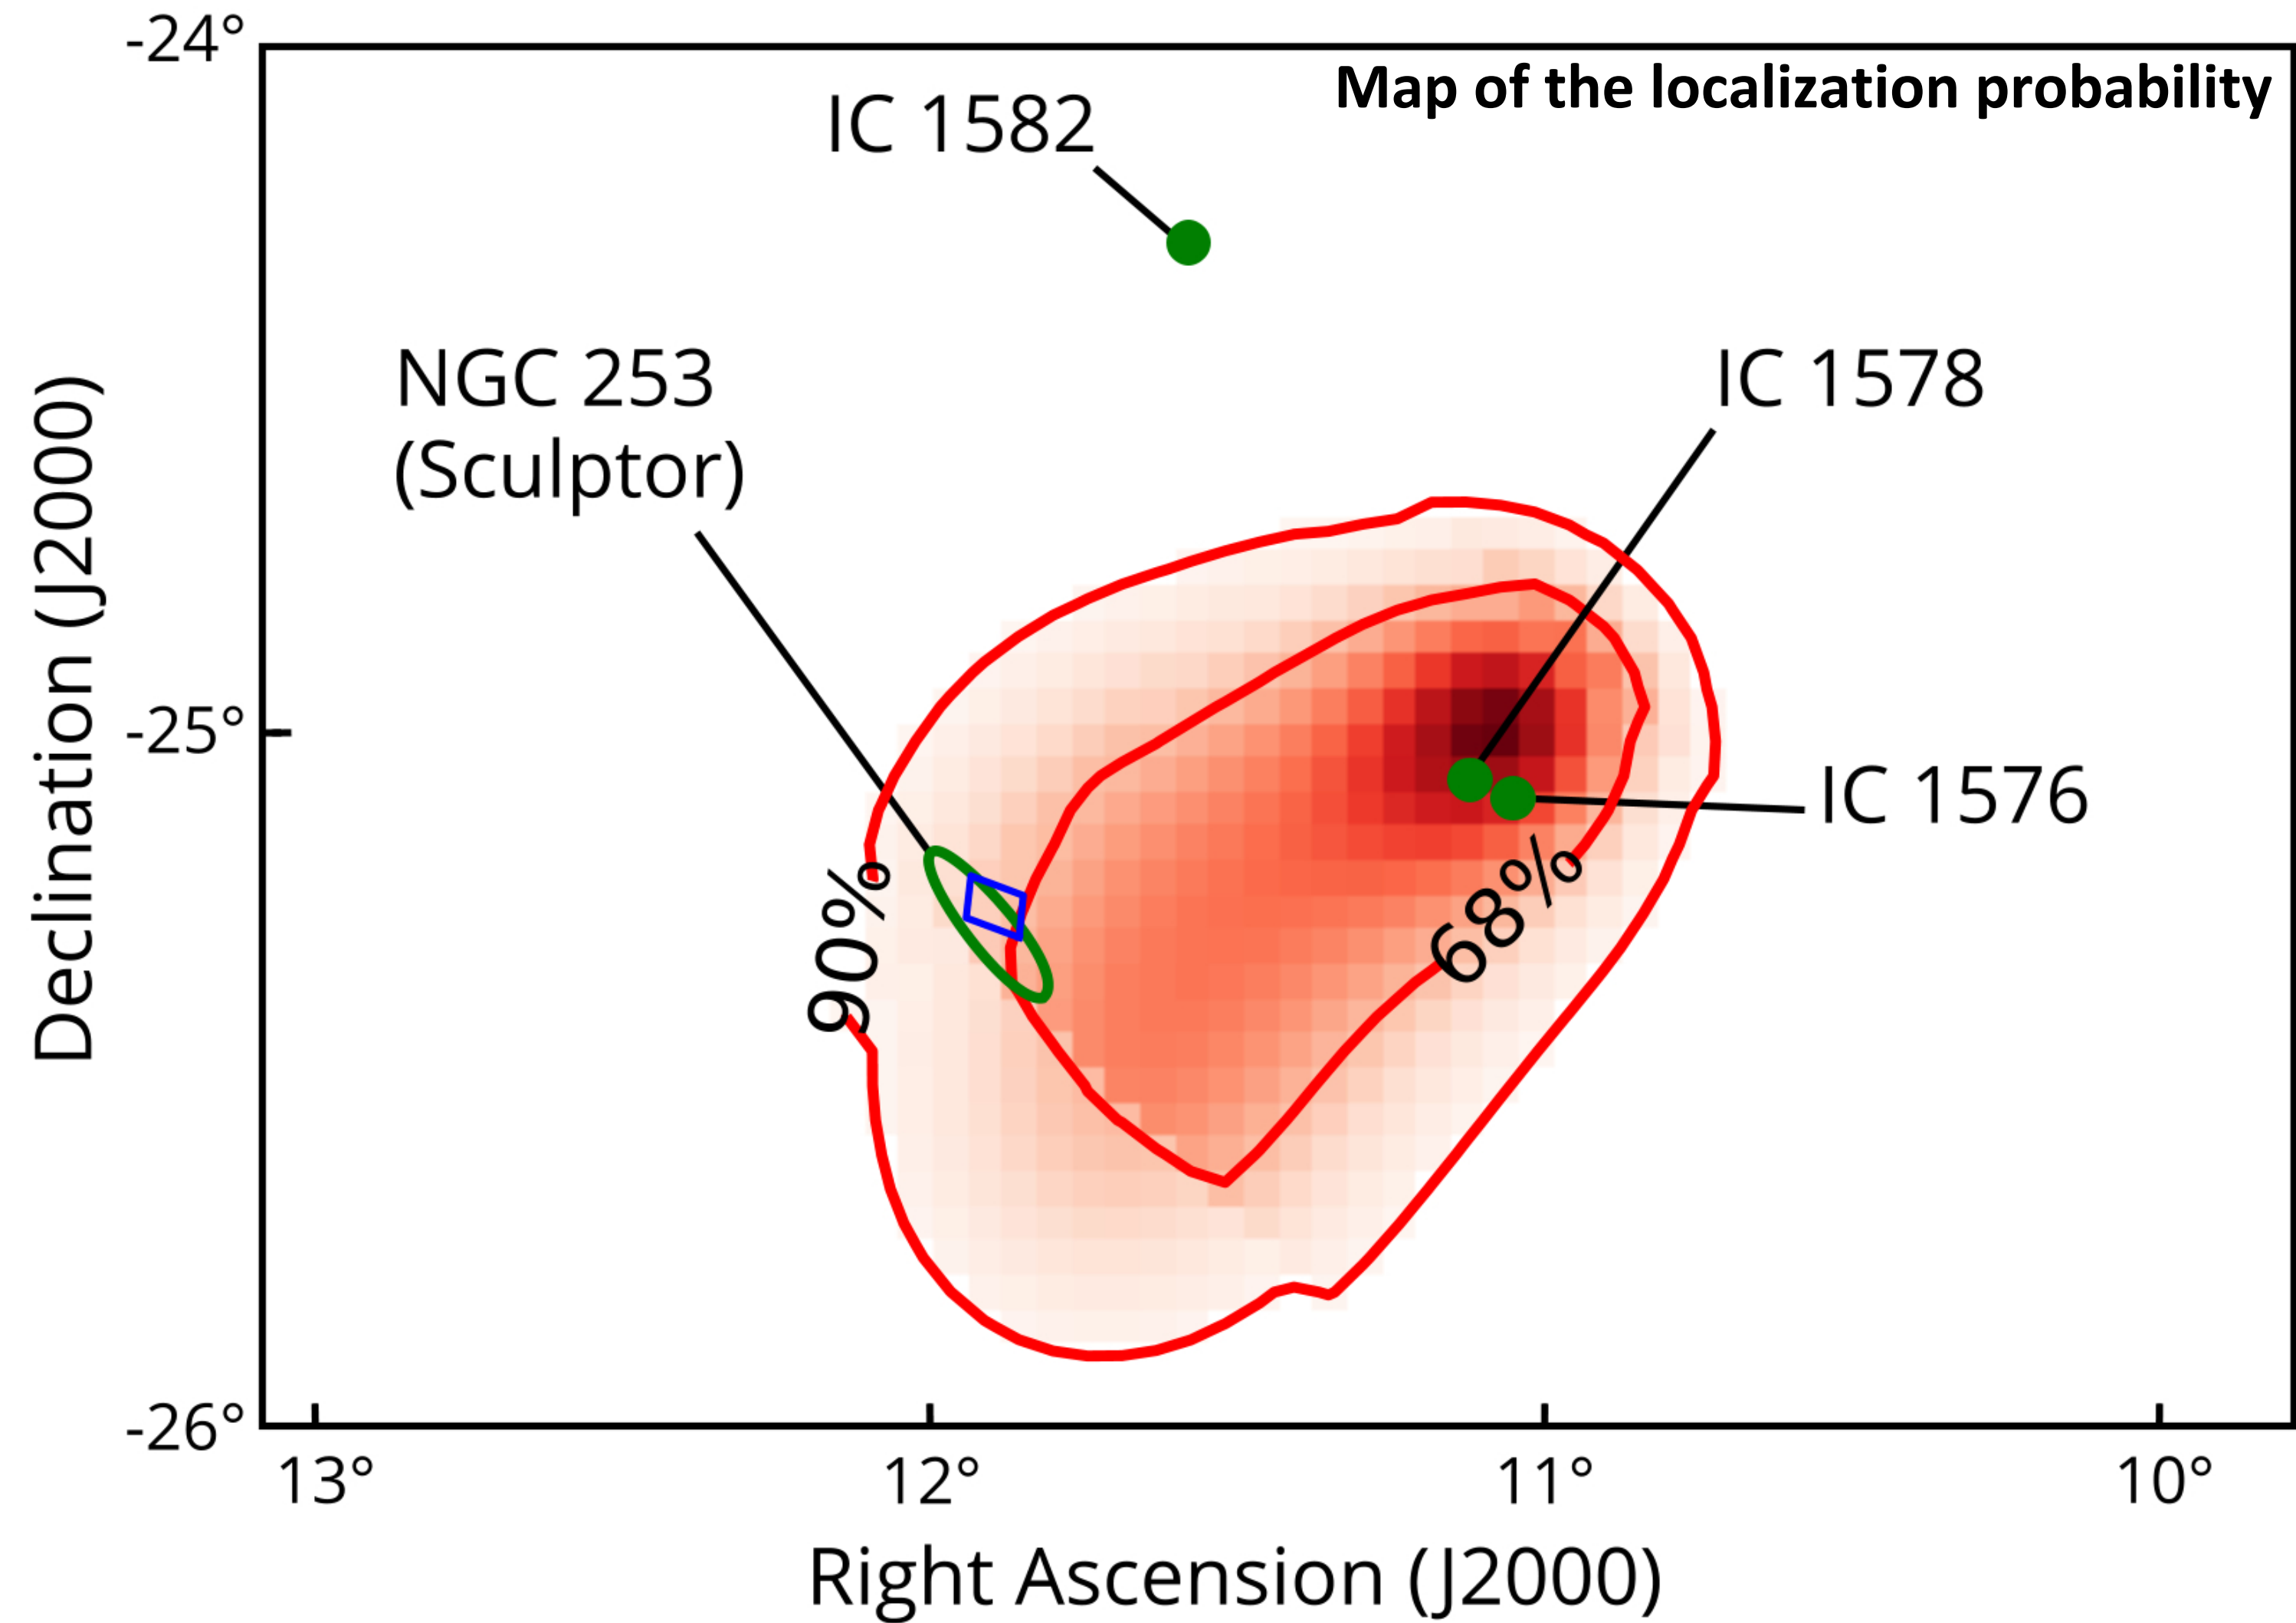 Map of the localization probability
-24°
IC 1582
NGC 253
(Sculptor)
IC 1578
-25°
IC 1576
90%
68%
-26°
13°
12°
11°
10°
Declination (J2000)
Right Ascension (J2000)